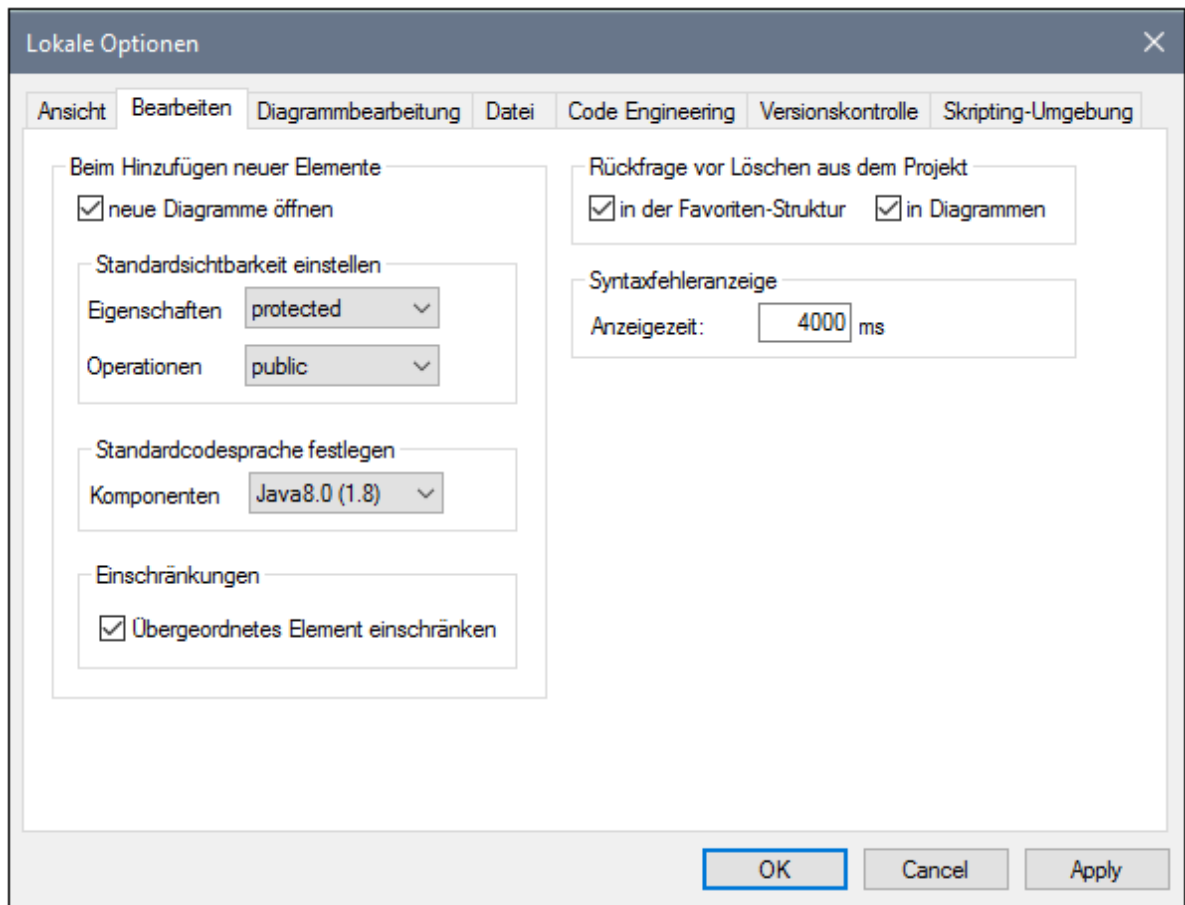 Lokale Optionen
Ansicht Bearbeiten Diagrammbearbeitung Datei Code Engineering Versionskontrolle Skripting-Umgebung
Beim Hinzufügen neuer Elemente
neue Diagramme öffnen
Standardsichtbarkeit einstellen
Eigenschaften protected
Operationen public
Standardcodesprache festlegen
Komponenten Java8.0 (1.8)
Einschränkungen
Übergeordnetes Element einschränken
Rückfrage vor Löschen aus dem Projekt
in der Favoriten-Struktur in Diagrammen
Syntaxfehleranzeige
Anzeigezeit: 4000 ms
OK Cancel Apply